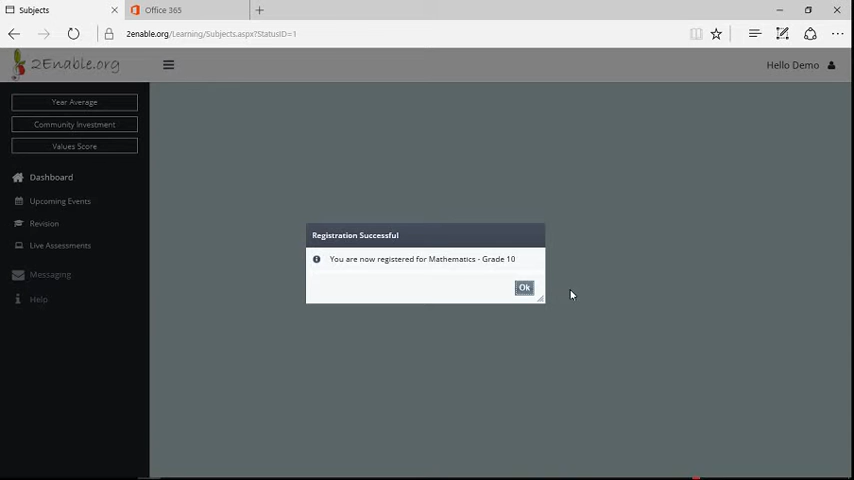 Subjects
Office 365
2enable.org/Learning/Subjects.aspx?StatusID=1
2Enable.org
Hello Demo
Year Average
Community Investment
Values Score
Dashboard
Upcoming Events
Revision
Live Assessments
Messaging
Help
Registration Successful
You are now registered for Mathematics - Grade 10
Ok